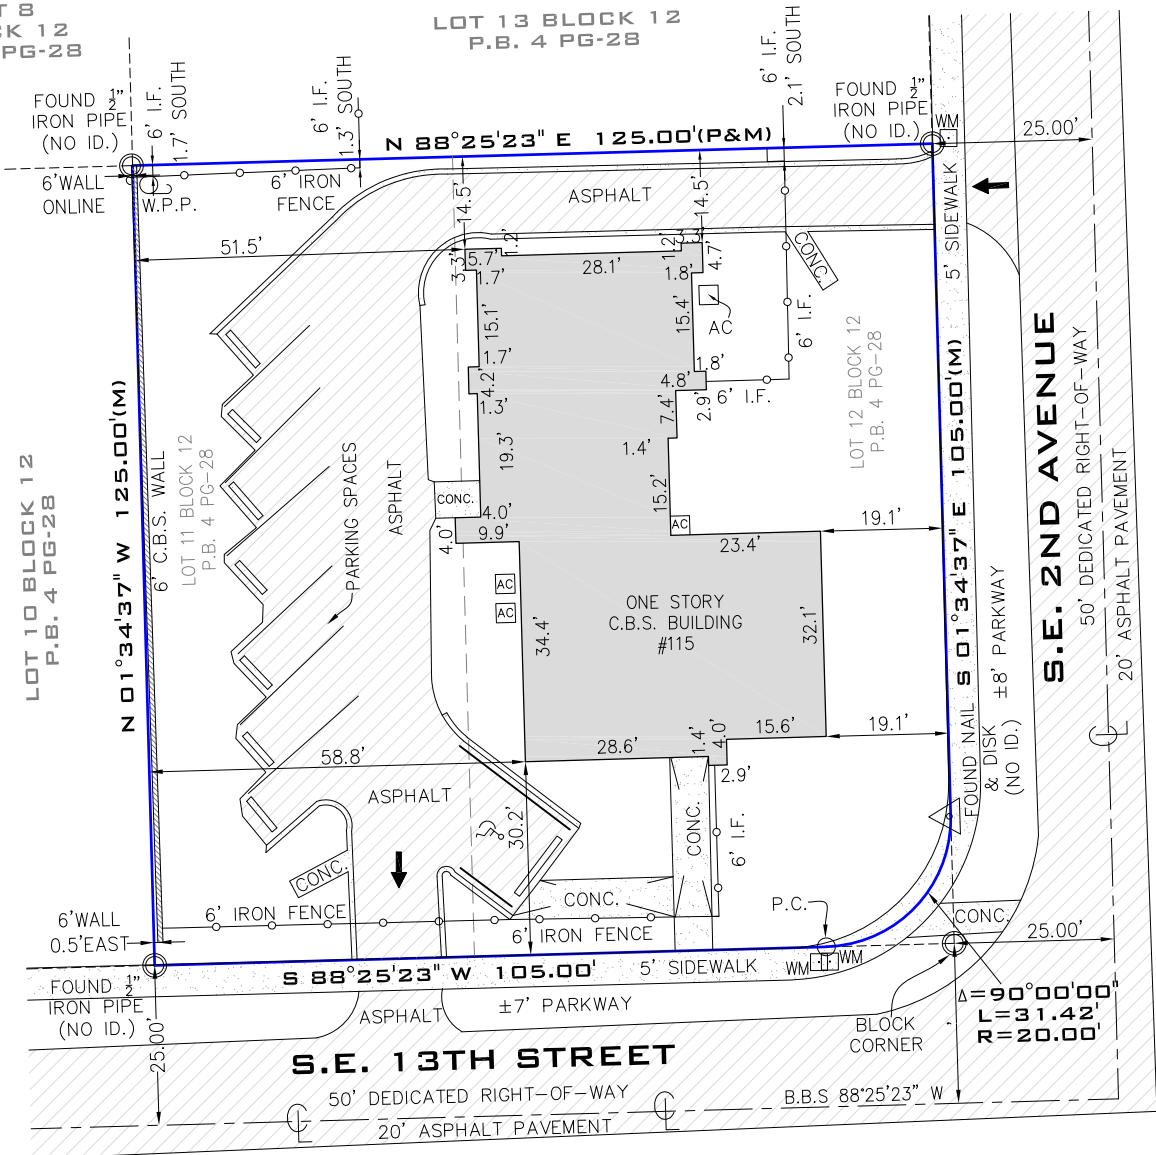 T 8
CK 12
PG-28
LOT 13 BLOCK 12
P.B. 4 PG-28
FOUND 1/2"
IRON PIPE
(NO ID.)
6' I.F.
1.7' SOUTH
6' I.F.
1.3' SOUTH
6' I.F.
2.1' SOUTH
FOUND 1/2"
IRON PIPE
(NO ID.)
WM
25.00'
N 88°25'23" E 125.00'(P&M)
6'WALL
ONLINE
W.P.P.
6' IRON
FENCE
ASPHALT
14.5'
14.5'
5' SIDEWALK
51.5'
3.3'
5.7'
1.2'
1.7'
28.1'
1.2'
3.3'
4.7'
1.8'
CONC.
15.1'
15.4'
AC
6' I.F.
1.7'
4.2'
1.3'
1.8'
4.8'
2.9'
6' I.F.
7.4'
1.4'
19.3'
15.2'
LOT 12 BLOCK 12
P.B. 4 PG-28
S.E. 2ND AVENUE
50' DEDICATED RIGHT-OF-WAY
20' ASPHALT PAVEMENT
S 01°34'37" E 105.00'(M)
N 01°34'37" W 125.00'(M)
6' C.B.S. WALL
LOT 11 BLOCK 12
P.B. 4 PG-28
LOT 10 BLOCK 12
P.B. 4 PG-28
PARKING SPACES
ASPHALT
CONC.
4.0'
9.9'
4.0'
AC
23.4'
19.1'
AC
AC
ONE STORY
C.B.S. BUILDING
#115
34.4'
32.1'
±8' PARKWAY
FOUND NAIL
& DISK
(NO ID.)
58.8'
28.6'
1.4'
4.0'
15.6'
2.9'
19.1'
ASPHALT
30.2'
CONC.
6' I.F.
CONC.
CONC.
P.C.
CONC.
6' IRON FENCE
6' IRON FENCE
6'WALL
0.5'EAST
25.00'
S 88°25'23" W 105.00'
5' SIDEWALK
WM
WM
FOUND 1/2"
IRON PIPE
(NO ID.)
25.00'
ASPHALT
±7' PARKWAY
BLOCK
CORNER
Δ=90°00'00"
L=31.42'
R=20.00'
S.E. 13TH STREET
50' DEDICATED RIGHT-OF-WAY
B.B.S 88°25'23" W
20' ASPHALT PAVEMENT